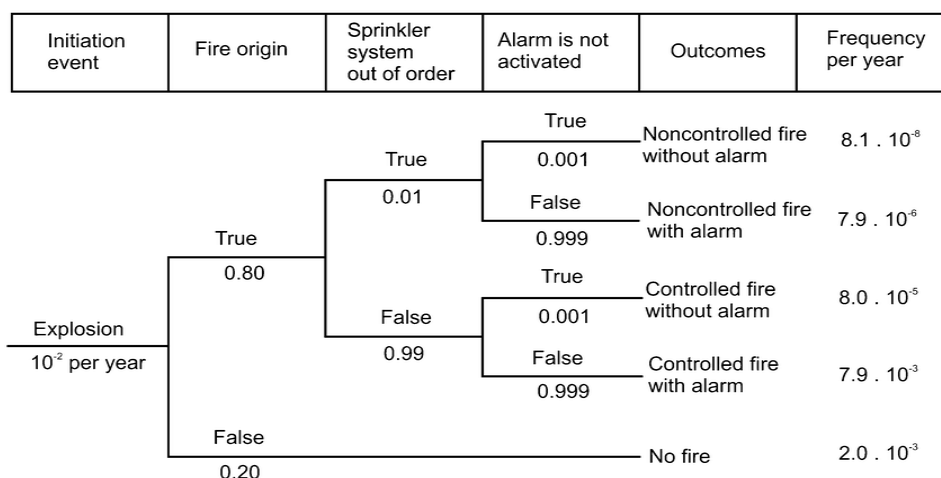 Initiation
event
Fire origin
Sprinkler
system
out of order
Alarm is not
activated
Outcomes
Frequency
per year
True
0.001
Noncontrolled fire
without alarm
8.1 . 10⁻⁸
True
0.01
False
0.999
Noncontrolled fire
with alarm
7.9 . 10⁻⁶
True
0.80
True
0.001
Controlled fire
without alarm
8.0 . 10⁻⁵
False
0.99
False
0.999
Controlled fire
with alarm
7.9 . 10⁻³
Explosion
10⁻² per year
False
0.20
No fire
2.0 . 10⁻³